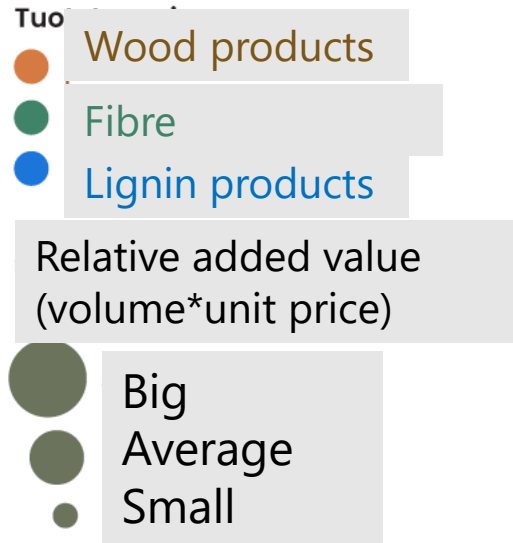 Wood products
Fibre
Lignin products
Relative added value
(volume*unit price)
Big
Average
Small